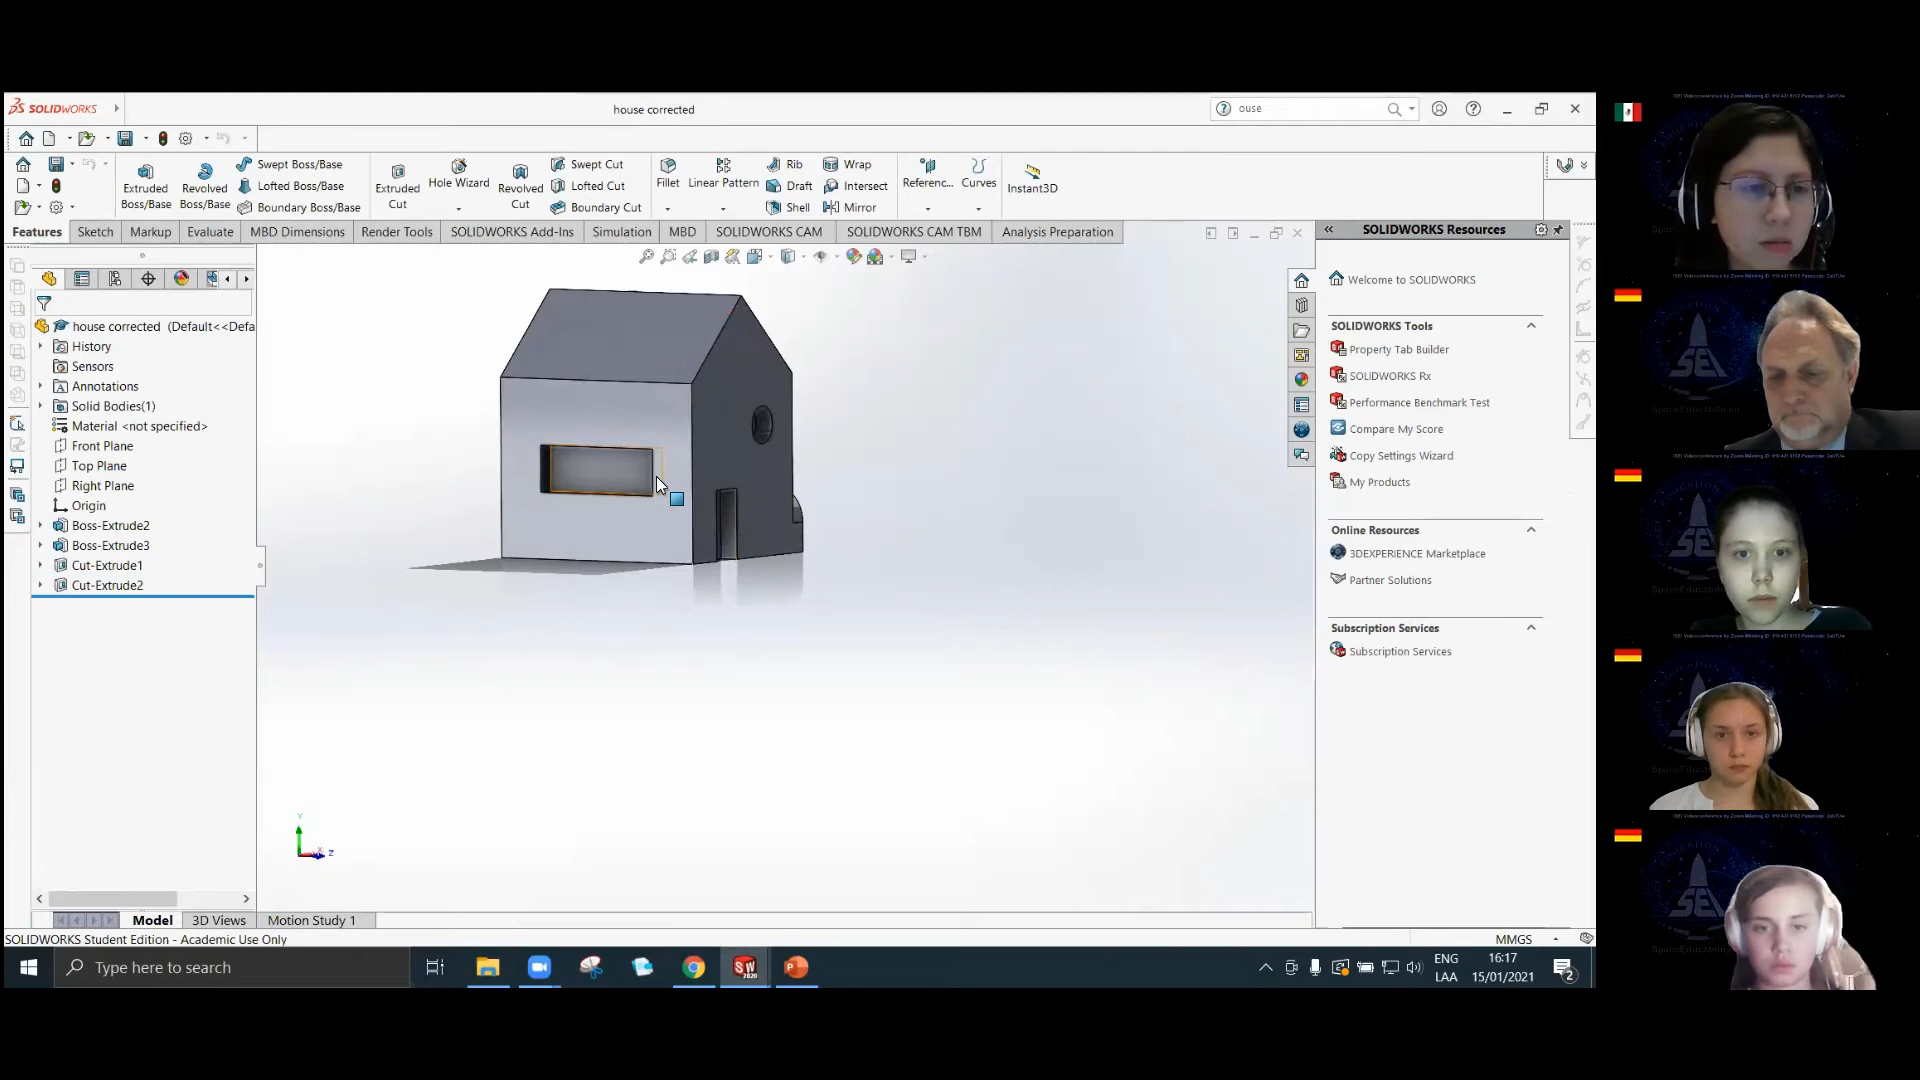 SOLIDWORKS
house corrected
ouse
Extruded Boss/Base
Revolved Boss/Base
Swept Boss/Base
Lofted Boss/Base
Boundary Boss/Base
Extruded Cut
Hole Wizard
Revolved Cut
Swept Cut
Lofted Cut
Boundary Cut
Fillet
Linear Pattern
Rib
Draft
Shell
Wrap
Intersect
Mirror
Referenc...
Curves
Instant3D
Features
Sketch
Markup
Evaluate
MBD Dimensions
Render Tools
SOLIDWORKS Add-Ins
Simulation
MBD
SOLIDWORKS CAM
SOLIDWORKS CAM TBM
Analysis Preparation
house corrected (Default<<Defa
History
Sensors
Annotations
Solid Bodies(1)
Material <not specified>
Front Plane
Top Plane
Right Plane
Origin
Boss-Extrude2
Boss-Extrude3
Cut-Extrude1
Cut-Extrude2
Y
X
Z
SOLIDWORKS Resources
Welcome to SOLIDWORKS
SOLIDWORKS Tools
Property Tab Builder
SOLIDWORKS Rx
Performance Benchmark Test
Compare My Score
Copy Settings Wizard
My Products
Online Resources
3DEXPERIENCE Marketplace
Partner Solutions
Subscription Services
Subscription Services
Model
3D Views
Motion Study 1
SOLIDWORKS Student Edition - Academic Use Only
MMGS
Type here to search
ENG
LAA
16:17
15/01/2021
2